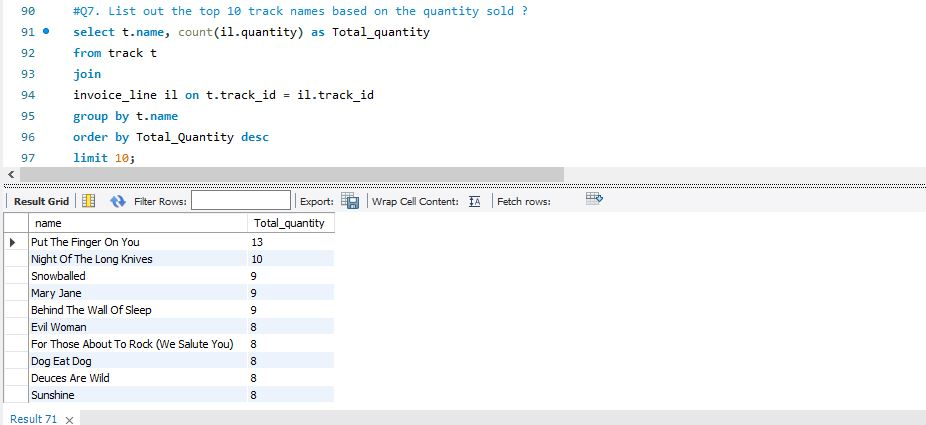 90 #Q7. List out the top 10 track names based on the quantity sold ?
91 select t.name, count(il.quantity) as Total_quantity
92 from track t
93 join
94 invoice_line il on t.track_id = il.track_id
95 group by t.name
96 order by Total_Quantity desc
97 limit 10;
Result Grid Filter Rows: Export: Wrap Cell Content: IA Fetch rows:
name Total_quantity
Put The Finger On You 13
Night Of The Long Knives 10
Snowballed 9
Mary Jane 9
Behind The Wall Of Sleep 9
Evil Woman 8
For Those About To Rock (We Salute You) 8
Dog Eat Dog 8
Deuces Are Wild 8
Sunshine 8
Result 71 x